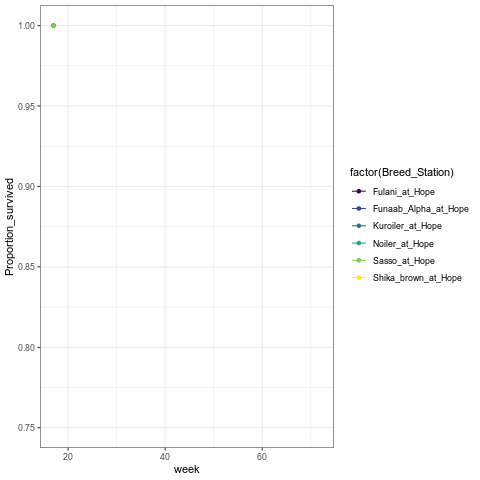 1.00
0.95
0.90
0.85
0.80
0.75
Proportion_survived
20 40 60
week
factor(Breed_Station)
Fulani_at_Hope
Funaab_Alpha_at_Hope
Kuroiler_at_Hope
Noiler_at_Hope
Sasso_at_Hope
Shika_brown_at_Hope